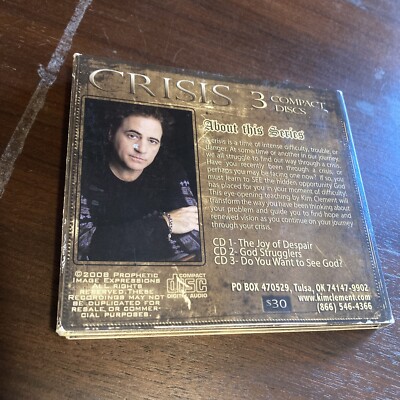 CRISIS 3 COMPACT DISCS
About this Series
A crisis is a time of intense difficulty, trouble, or
danger. At some time or another in our journey,
we all struggle to find our way through a crisis.
Have you recently been through a crisis, or
perhaps you may be facing one now? If so, you
must learn to SEE the hidden opportunity God
has placed for you in your moment of difficulty.
This eye-opening teaching by Kim Clement will
transform the way you have been thinking about
your problem and guide you to find hope and
renewed vision as you continue on your journey
through your crisis.
CD 1- The Joy of Despair
CD 2- God Strugglers
CD 3- Do You Want to See God?
©2008 PROPHETIC
IMAGE EXPRESSIONS
ALL RIGHTS
RESERVED. THESE
RECORDINGS MAY NOT
BE DUPLICATED FOR
RESALE OR COMMER-
CIAL PURPOSES.
COMPACT
disc
DIGITAL AUDIO
$30
PO BOX 470529, Tulsa, OK 74147-9902
www.kimclement.com
(866) 546-4366